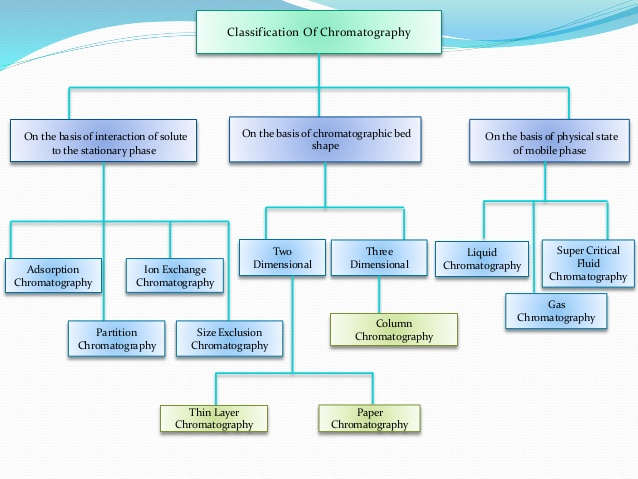 Classification Of Chromatography
On the basis of interaction of solute
to the stationary phase
On the basis of chromatographic bed
shape
On the basis of physical state
of mobile phase
Adsorption
Chromatography
Ion Exchange
Chromatography
Partition
Chromatography
Size Exclusion
Chromatography
Two
Dimensional
Three
Dimensional
Column
Chromatography
Thin Layer
Chromatography
Paper
Chromatography
Liquid
Chromatography
Super Critical
Fluid
Chromatography
Gas
Chromatography